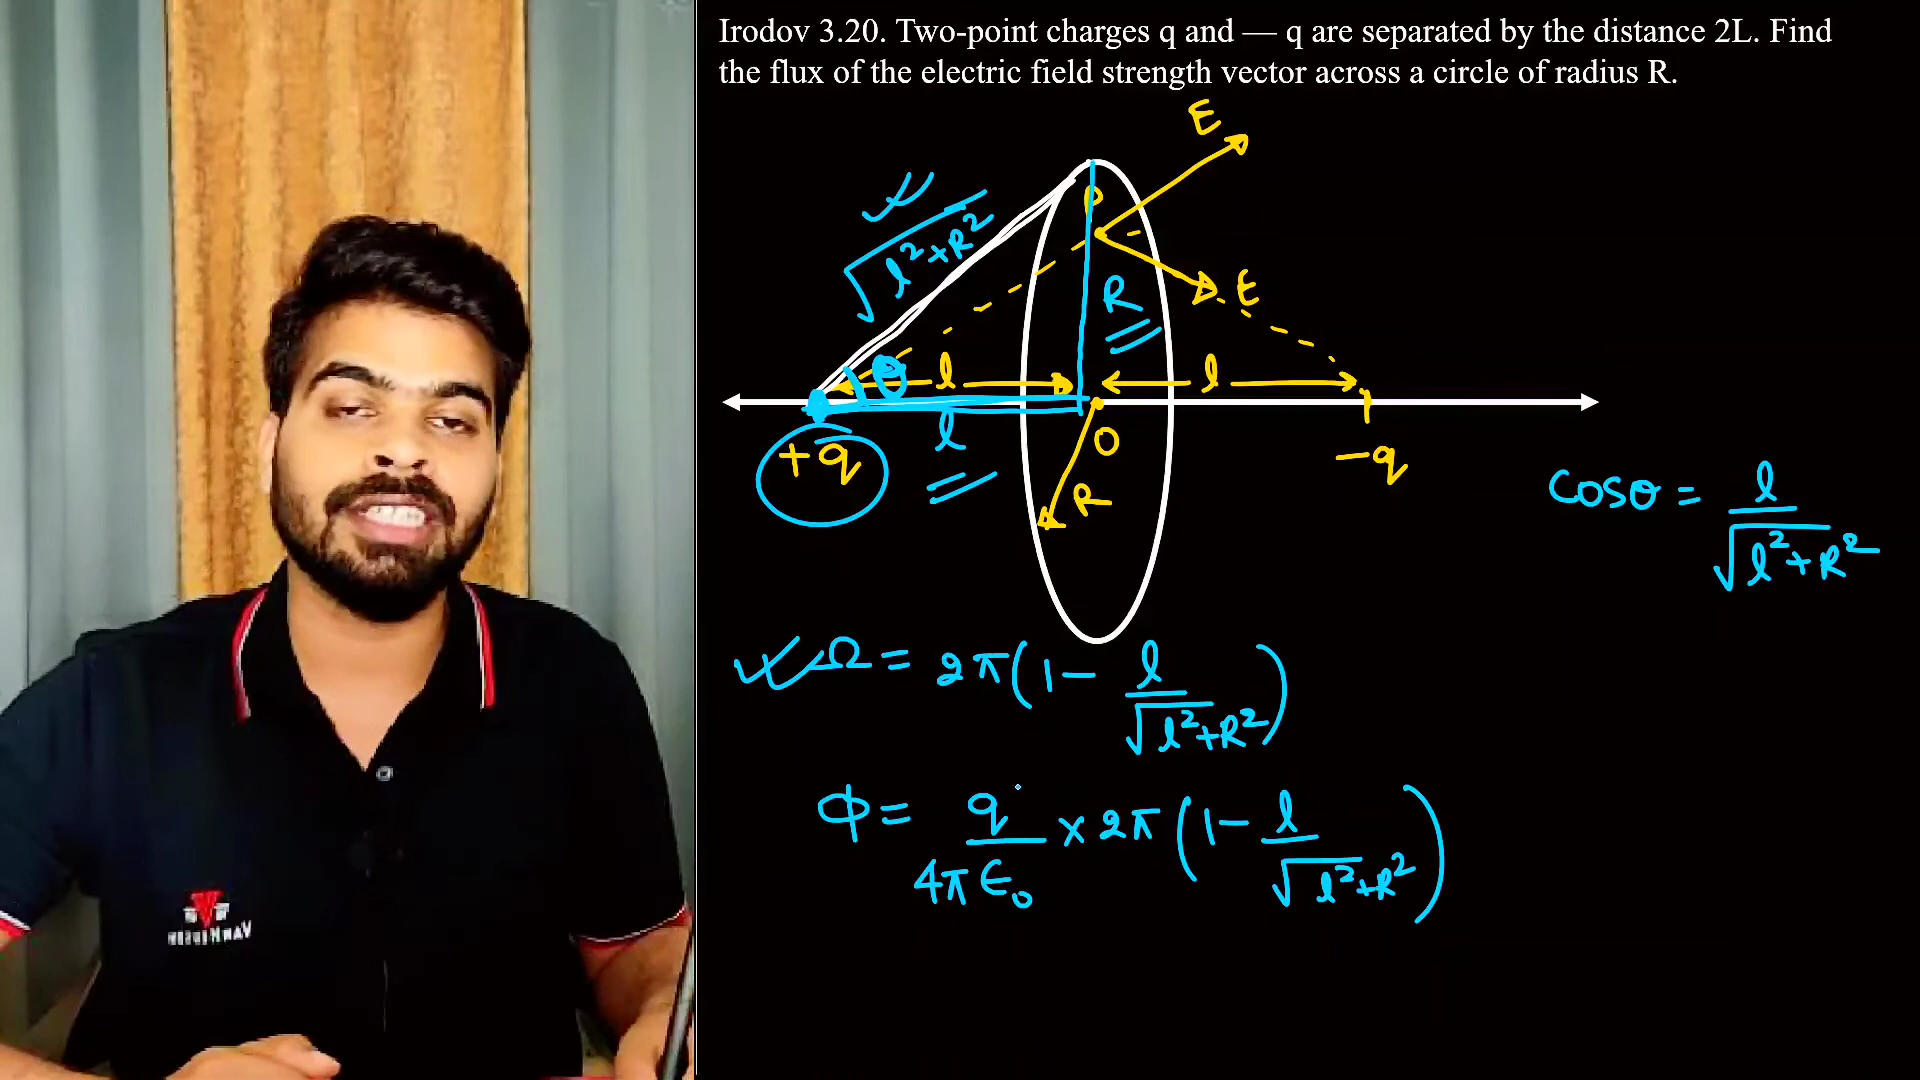 Irodov 3.20. Two-point charges q and — q are separated by the distance 2L. Find
the flux of the electric field strength vector across a circle of radius R.
E
P
√l²+R²
R
E
θ
l
l
+q
l
O
-q
R
cosθ = l/√l²+R²
Ω = 2π(1 - l/√l²+R²)
Φ = q/4πε₀ × 2π(1 - l/√l²+R²)